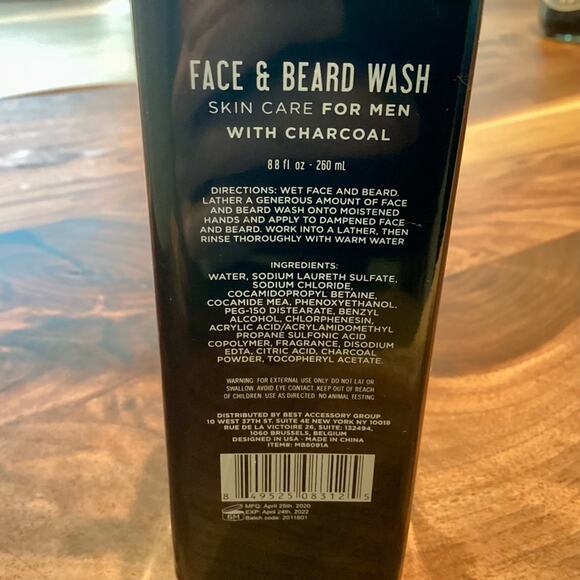 FACE & BEARD WASH
SKIN CARE FOR MEN
WITH CHARCOAL
88 fl oz - 260 mL
DIRECTIONS: WET FACE AND BEARD.
LATHER A GENEROUS AMOUNT OF FACE
AND BEARD WASH ONTO MOISTENED
HANDS AND APPLY TO DAMPENED FACE
AND BEARD. WORK INTO A LATHER, THEN
RINSE THOROUGHLY WITH WARM WATER
INGREDIENTS:
WATER, SODIUM LAURETH SULFATE,
SODIUM CHLORIDE,
COCAMIDOPROPYL BETAINE,
COCAMIDE MEA, PHENOXYETHANOL.
PEG-150 DISTEARATE, BENZYL
ALCOHOL, CHLORPHENESIN,
ACRYLIC ACID/ACRYLAMIDOMETHYL
PROPANE SULFONIC ACID
COPOLYMER, FRAGRANCE, DISODIUM
EDTA, CITRIC ACID, CHARCOAL
POWDER, TOCOPHERYL ACETATE.
WARNING: FOR EXTERNAL USE ONLY. DO NOT EAT OR
SWALLOW. AVOID EYE CONTACT. KEEP OUT OF REACH
OF CHILDREN. USE AS DIRECTED. NO ANIMAL TESTING
DISTRIBUTED BY BEST ACCESSORY GROUP
10 WEST 37TH ST. SUITE 4E NEW YORK NY 10018
RUE DE LA VICTOIRE 26, SUITE: 132494,
1060 BRUSSELS, BELGIUM
DESIGNED IN USA - MADE IN CHINA
ITEM#: MB8091A
8 49525 08312 5
6M
MFQ: April 25th. 2020
EXP: April 24th. 2022
Batch code: 2011601